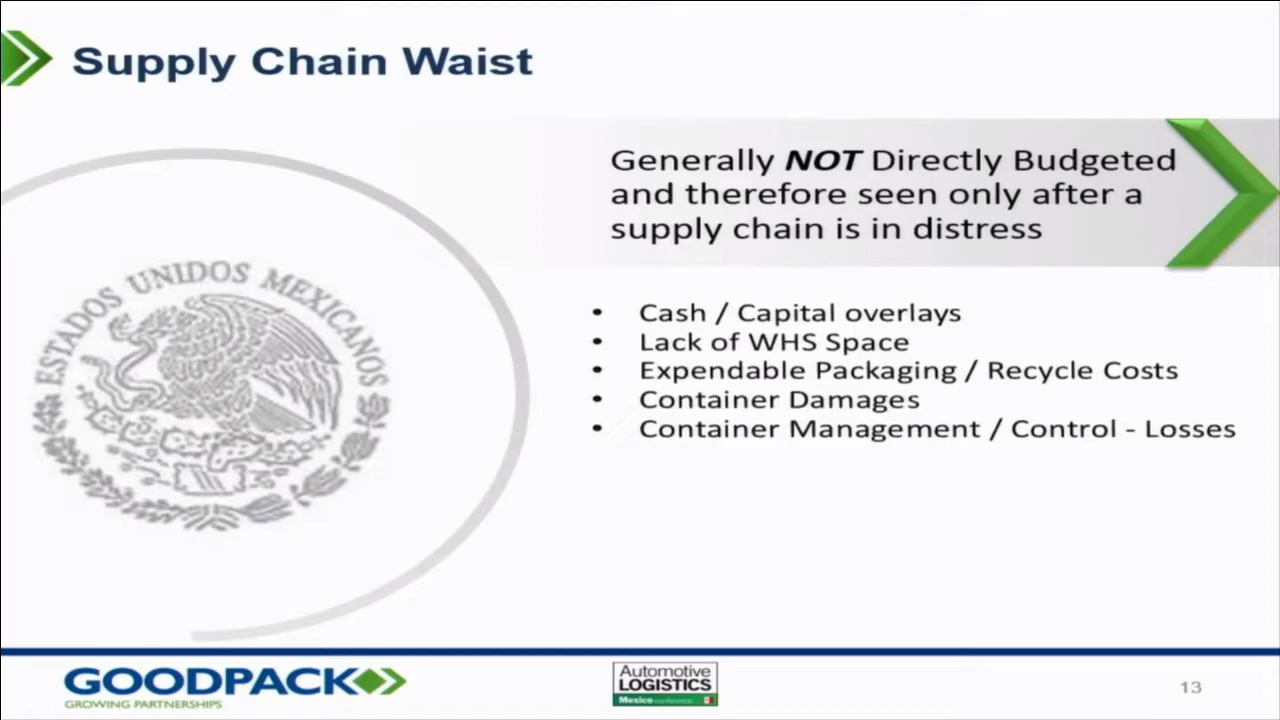 Supply Chain Waist
Generally NOT Directly Budgeted
and therefore seen only after a
supply chain is in distress
• Cash / Capital overlays
• Lack of WHS Space
• Expendable Packaging / Recycle Costs
• Container Damages
• Container Management / Control - Losses
ESTADOS UNIDOS MEXICANOS
GOODPACK
GROWING PARTNERSHIPS
Automotive
LOGISTICS
Mexico conference
13